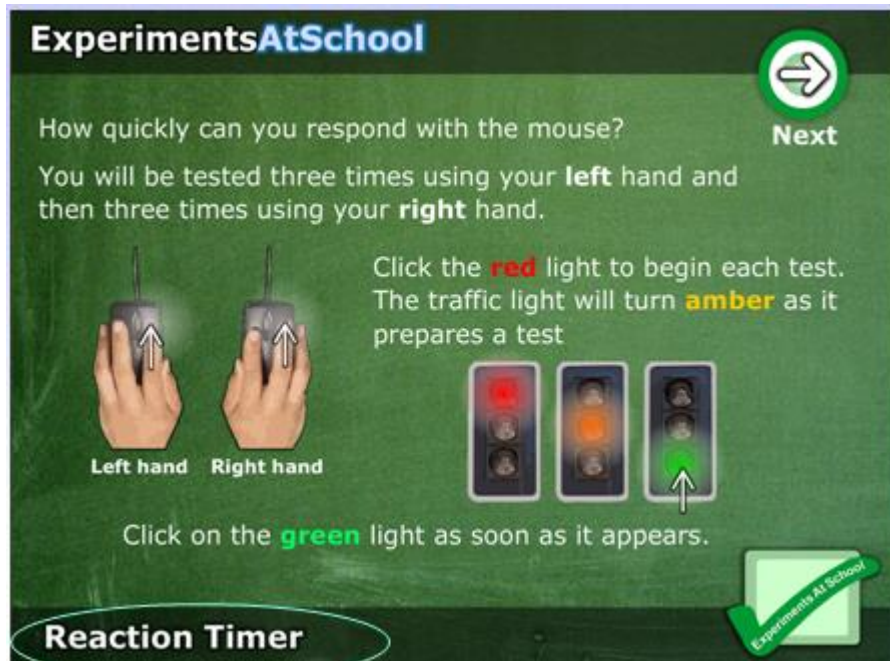 ExperimentsAtSchool
Next
How quickly can you respond with the mouse?
You will be tested three times using your left hand and
then three times using your right hand.
Click the red light to begin each test.
The traffic light will turn amber as it
prepares a test
Left hand
Right hand
Click on the green light as soon as it appears.
Experiments At School
Reaction Timer